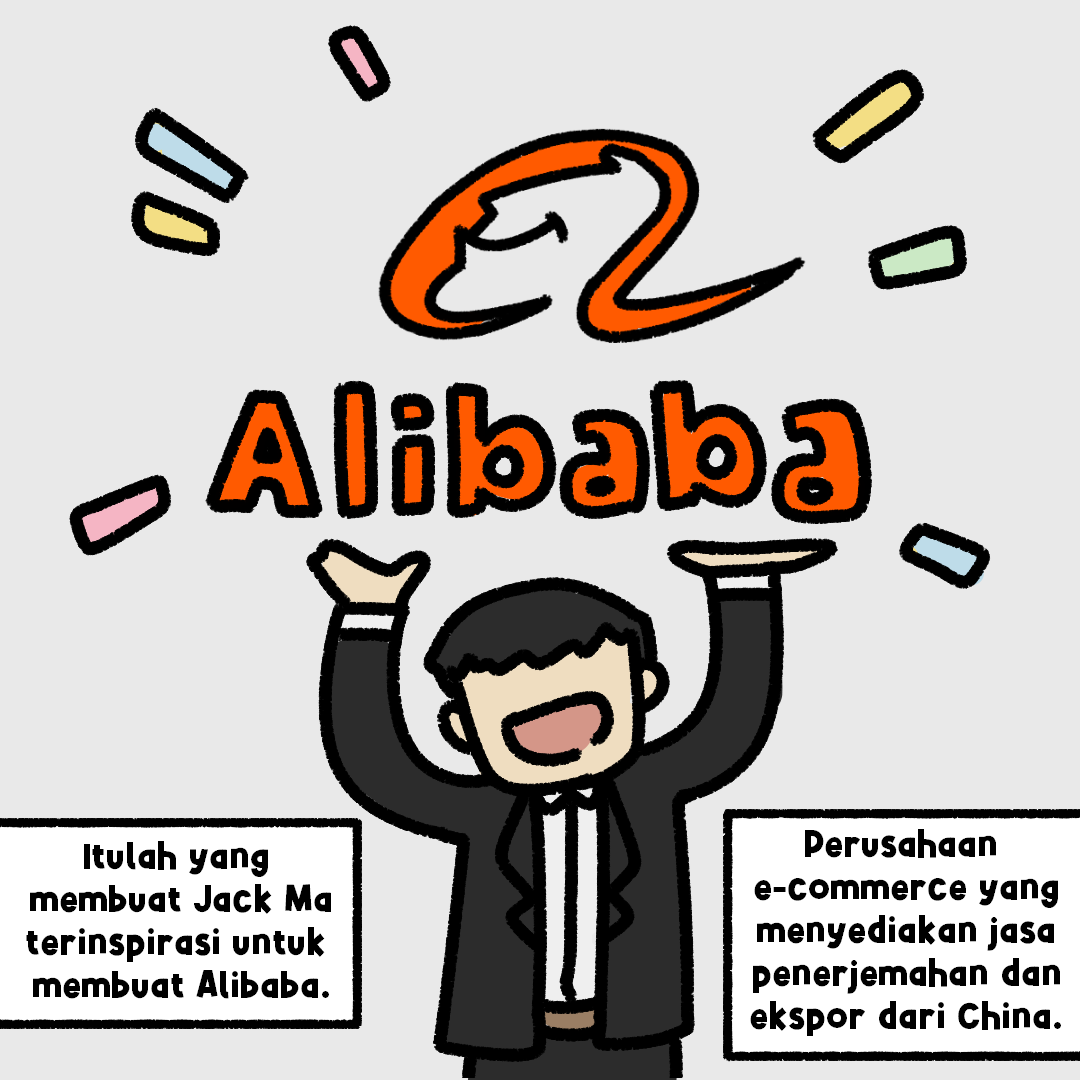 Alibaba
Itulah yang
membuat Jack Ma
terinspirasi untuk
membuat Alibaba.
Perusahaan
e-commerce yang
menyediakan jasa
penerjemahan dan
ekspor dari China.